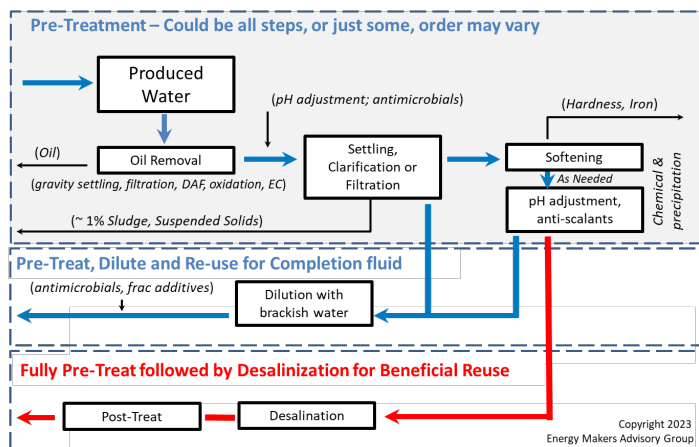 Pre-Treatment – Could be all steps, or just some, order may vary
Produced
Water
(pH adjustment; antimicrobials)
(Hardness, Iron)
(Oil)
Oil Removal
(gravity settling, filtration, DAF, oxidation, EC)
Settling,
Clarification or
Filtration
Softening
As Needed
pH adjustment,
anti-scalants
Chemical &
precipitation
(~ 1% Sludge, Suspended Solids)
Pre-Treat, Dilute and Re-use for Completion fluid
(antimicrobials, frac additives)
Dilution with
brackish water
Fully Pre-Treat followed by Desalinization for Beneficial Reuse
Post-Treat
Desalination
Copyright 2023
Energy Makers Advisory Group